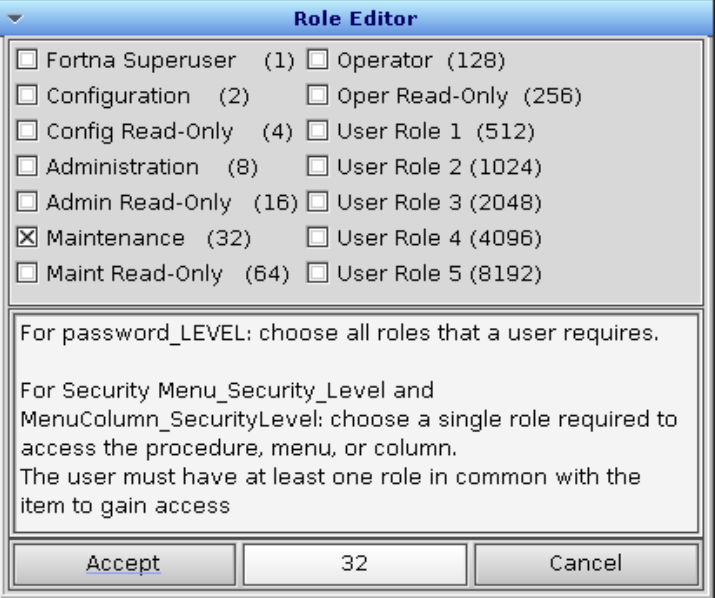 Role Editor
Fortna Superuser (1) Operator (128)
Configuration (2) Oper Read-Only (256)
Config Read-Only (4) User Role 1 (512)
Administration (8) User Role 2 (1024)
Admin Read-Only (16) User Role 3 (2048)
Maintenance (32) User Role 4 (4096)
Maint Read-Only (64) User Role 5 (8192)
For password_LEVEL: choose all roles that a user requires.
For Security Menu_Security_Level and
MenuColumn_SecurityLevel: choose a single role required to
access the procedure, menu, or column.
The user must have at least one role in common with the
item to gain access
Accept 32 Cancel